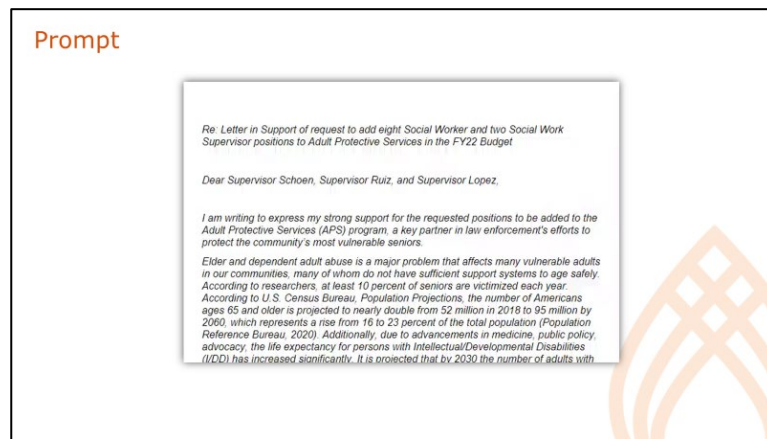 Prompt
Re: Letter in Support of request to add eight Social Worker and two Social Work
Supervisor positions to Adult Protective Services in the FY22 Budget
Dear Supervisor Schoen, Supervisor Ruiz, and Supervisor Lopez,
I am writing to express my strong support for the requested positions to be added to the
Adult Protective Services (APS) program, a key partner in law enforcement's efforts to
protect the community's most vulnerable seniors.
Elder and dependent adult abuse is a major problem that affects many vulnerable adults
in our communities, many of whom do not have sufficient support systems to age safely.
According to researchers, at least 10 percent of seniors are victimized each year.
According to U.S. Census Bureau, Population Projections, the number of Americans
ages 65 and older is projected to nearly double from 52 million in 2018 to 95 million by
2060, which represents a rise from 16 to 23 percent of the total population (Population
Reference Bureau, 2020). Additionally, due to advancements in medicine, public policy,
advocacy, the life expectancy for persons with Intellectual/Developmental Disabilities
(I/DD) has increased significantly. It is projected that by 2030 the number of adults with